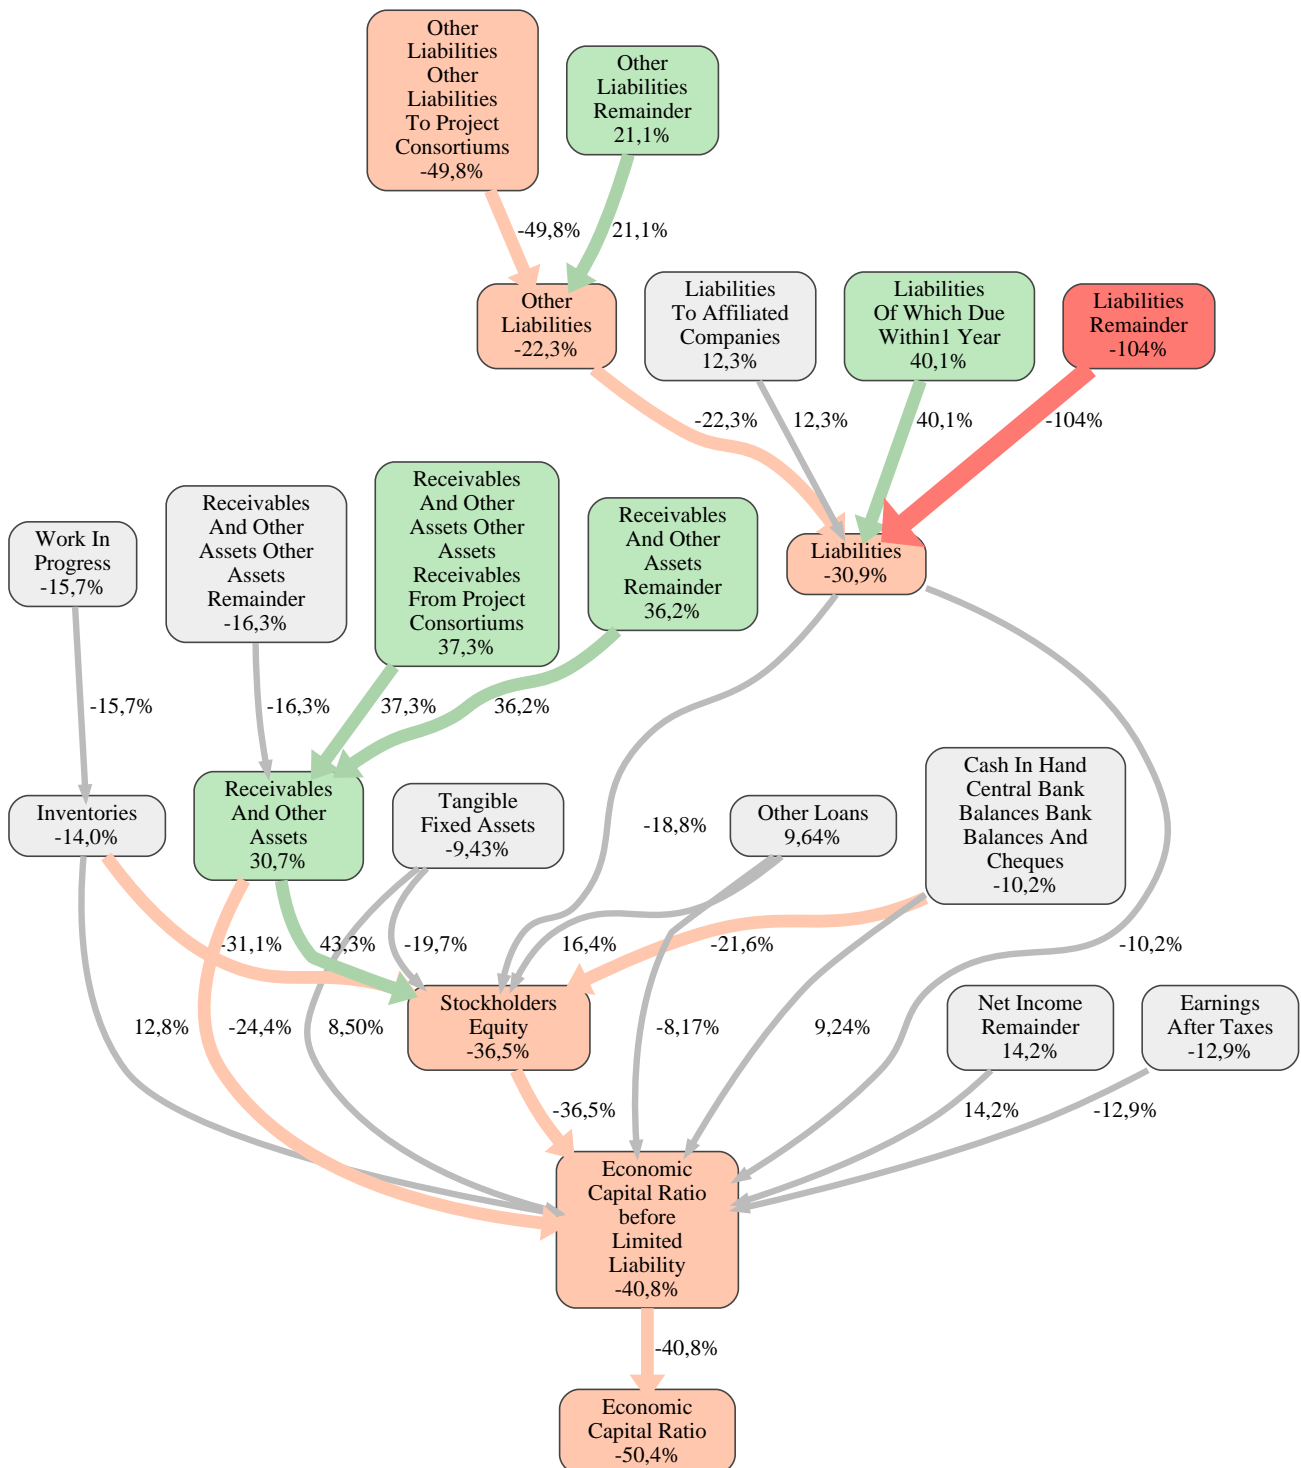 Other
Liabilities
Other
Liabilities
To Project
Consortiums
-49,8%
Other
Liabilities
Remainder
21,1%
-49,8%
21,1%
Other
Liabilities
-22,3%
Liabilities
To Affiliated
Companies
12,3%
Liabilities
Of Which Due
Within1 Year
40,1%
Liabilities
Remainder
-104%
-22,3%
12,3%
40,1%
-104%
Work In
Progress
-15,7%
Receivables
And Other
Assets Other
Assets
Remainder
-16,3%
Receivables
And Other
Assets Other
Assets
Receivables
From Project
Consortiums
37,3%
Receivables
And Other
Assets
Remainder
36,2%
Liabilities
-30,9%
-15,7%
-16,3%
37,3%
36,2%
Inventories
-14,0%
Receivables
And Other
Assets
30,7%
Tangible
Fixed Assets
-9,43%
-18,8%
Other Loans
9,64%
Cash In Hand
Central Bank
Balances Bank
Balances And
Cheques
-10,2%
-31,1%
43,3%
-19,7%
16,4%
-21,6%
-10,2%
12,8%
-24,4%
8,50%
Stockholders
Equity
-36,5%
-8,17%
9,24%
Net Income
Remainder
14,2%
Earnings
After Taxes
-12,9%
-36,5%
14,2%
-12,9%
Economic
Capital Ratio
before
Limited
Liability
-40,8%
-40,8%
Economic
Capital Ratio
-50,4%